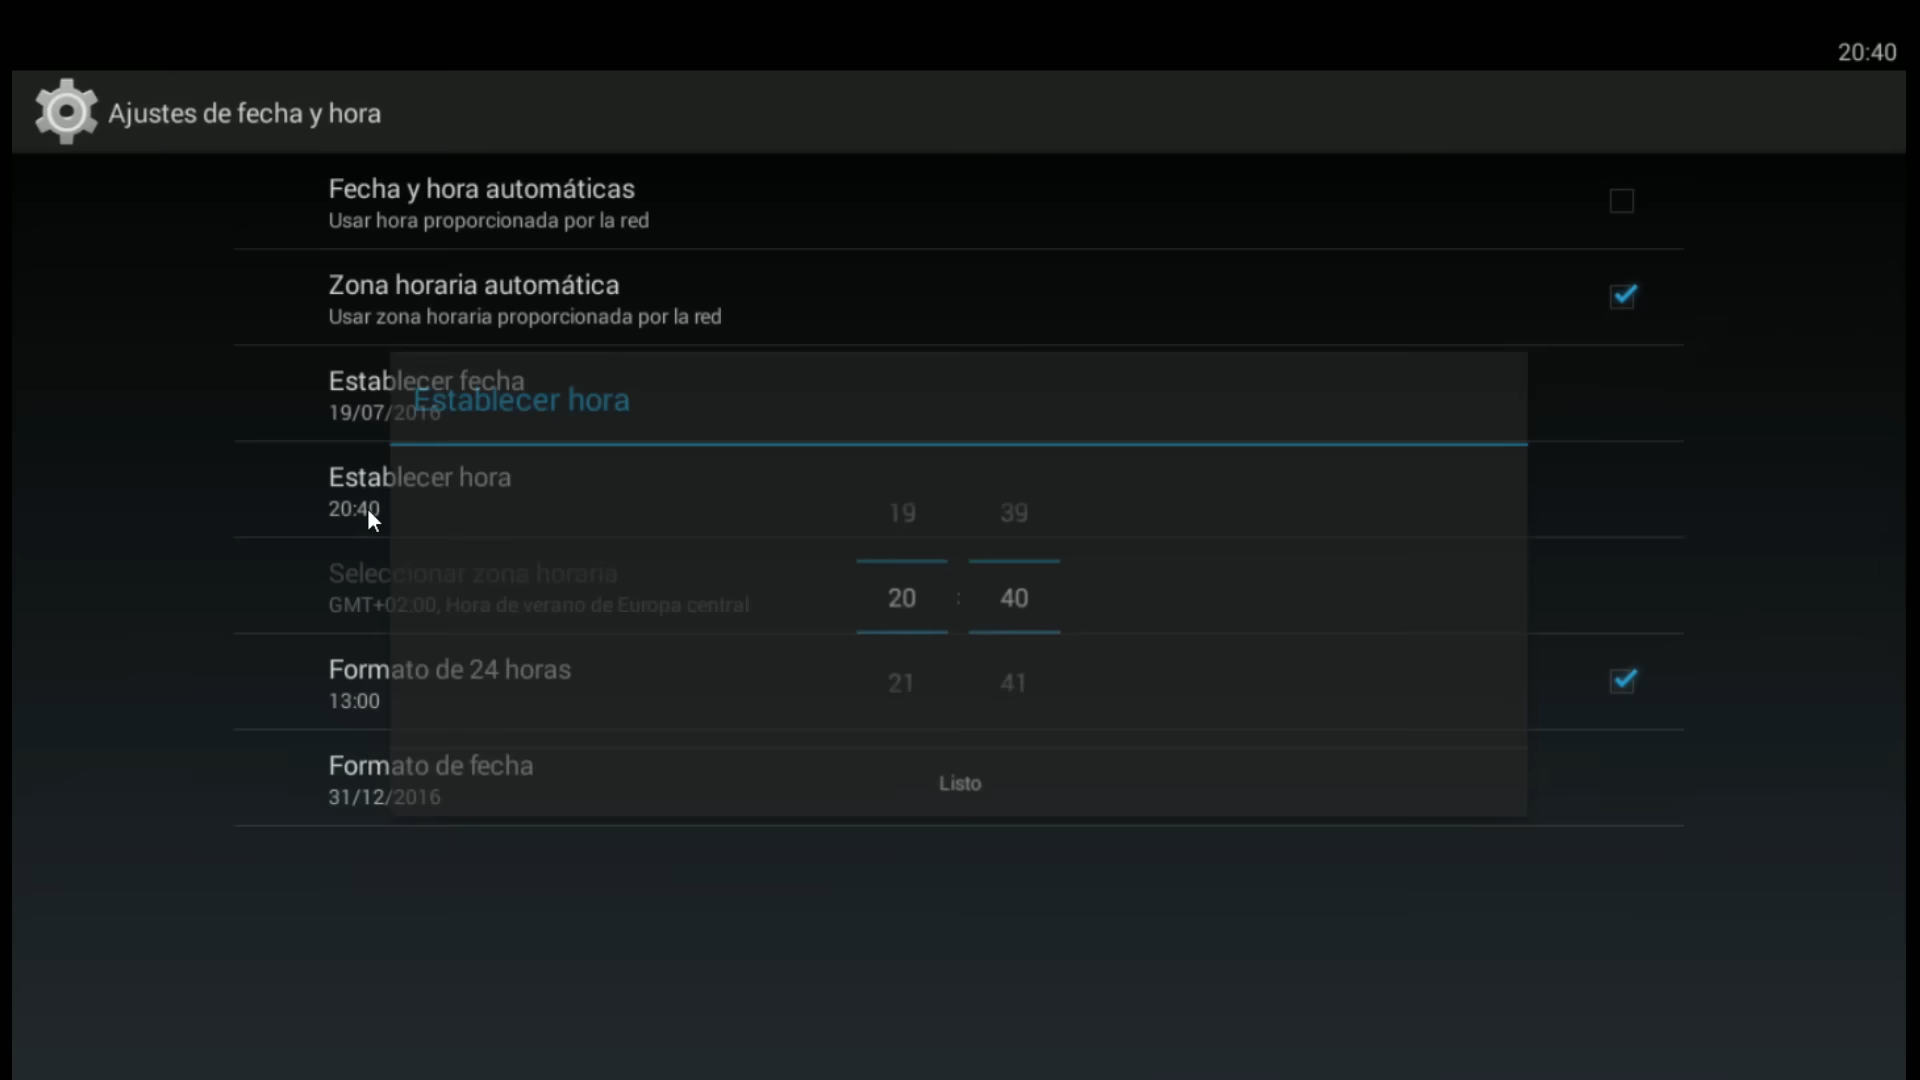 20:40
Ajustes de fecha y hora
Fecha y hora automáticas
Usar hora proporcionada por la red
Zona horaria automática
Usar zona horaria proporcionada por la red
Establecer fecha
19/07/2016
Establecer hora
Establecer hora
20:40
19 39
Seleccionar zona horaria
GMT+02:00, Hora de verano de Europa central
20 : 40
Formato de 24 horas
13:00
21 41
Formato de fecha
31/12/2016
Listo